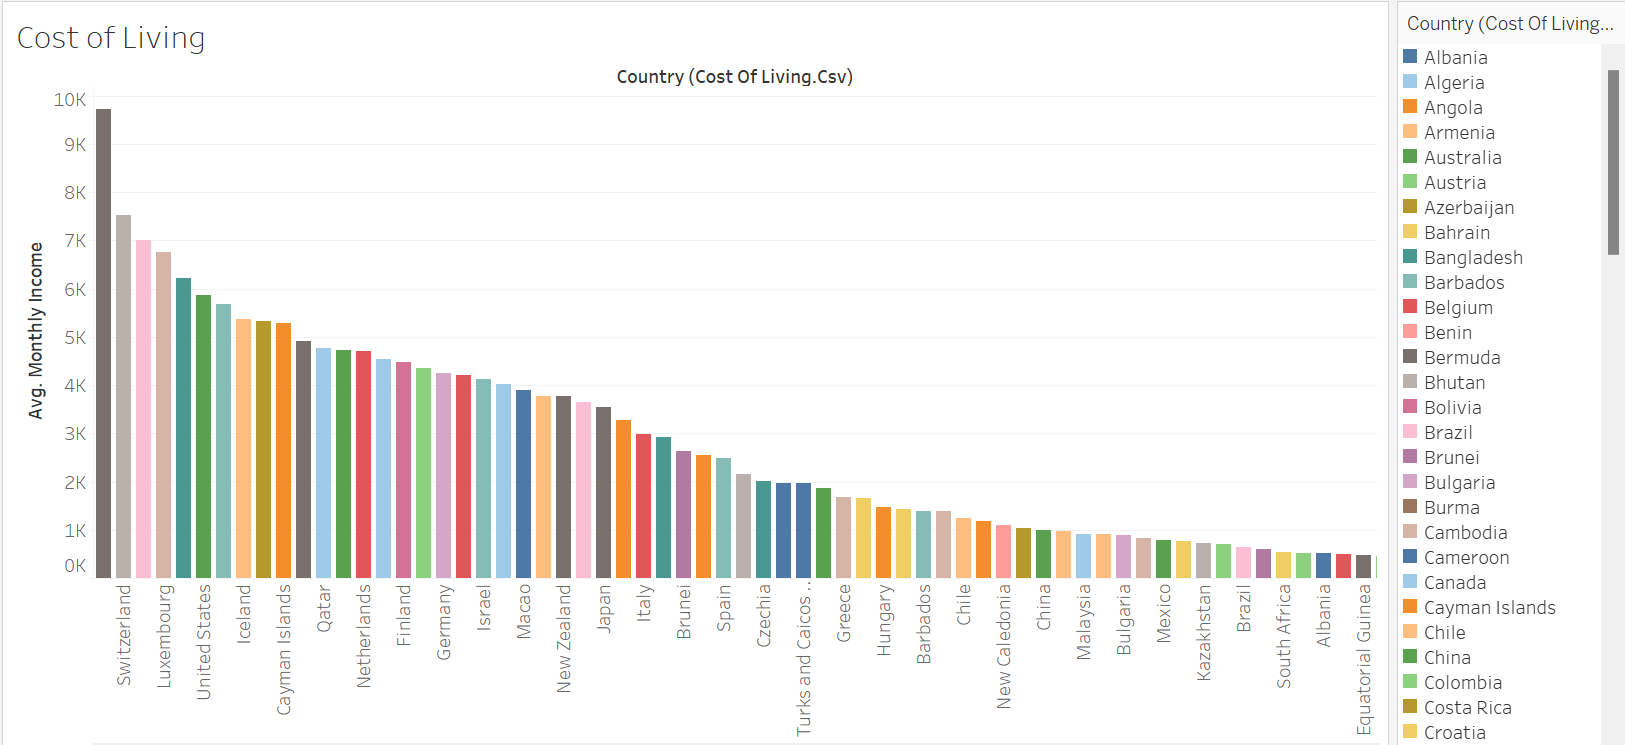 Cost of Living
Country (Cost Of Living.Csv)
Avg. Monthly Income
10K
9K
8K
7K
6K
5K
4K
3K
2K
1K
0K
Switzerland
Luxembourg
United States
Iceland
Cayman Islands
Qatar
Netherlands
Finland
Germany
Israel
Macao
New Zealand
Japan
Italy
Brunei
Spain
Czechia
Turks and Caicos ..
Greece
Hungary
Barbados
Chile
New Caledonia
China
Malaysia
Bulgaria
Mexico
Kazakhstan
Brazil
South Africa
Albania
Equatorial Guinea
Country (Cost Of Living...
Albania
Algeria
Angola
Armenia
Australia
Austria
Azerbaijan
Bahrain
Bangladesh
Barbados
Belgium
Benin
Bermuda
Bhutan
Bolivia
Brazil
Brunei
Bulgaria
Burma
Cambodia
Cameroon
Canada
Cayman Islands
Chile
China
Colombia
Costa Rica
Croatia